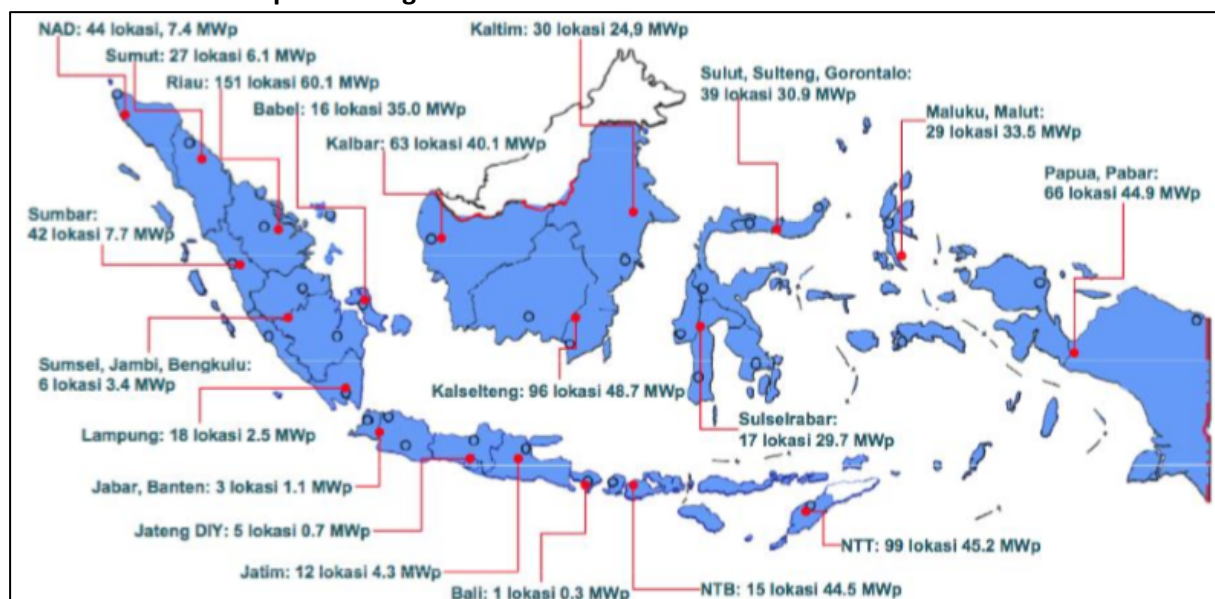 NAD: 44 lokasi, 7.4 MWp
Sumut: 27 lokasi 6.1 MWp
Riau: 151 lokasi 60.1 MWp
Babel: 16 lokasi 35.0 MWp
Kalbar: 63 lokasi 40.1 MWp
Kaltim: 30 lokasi 24,9 MWp
Sulut, Sulteng, Gorontalo:
39 lokasi 30.9 MWp
Maluku, Malut:
29 lokasi 33.5 MWp
Papua, Pabar:
66 lokasi 44.9 MWp
Sumbar:
42 lokasi 7.7 MWp
Sumsel, Jambi, Bengkulu:
6 lokasi 3.4 MWp
Lampung: 18 lokasi 2.5 MWp
Jabar, Banten: 3 lokasi 1.1 MWp
Jateng DIY: 5 lokasi 0.7 MWp
Jatim: 12 lokasi 4.3 MWp
Bali: 1 lokasi 0.3 MWp
Kalselteng: 96 lokasi 48.7 MWp
Sulselrabar:
17 lokasi 29.7 MWp
NTT: 99 lokasi 45.2 MWp
NTB: 15 lokasi 44.5 MWp